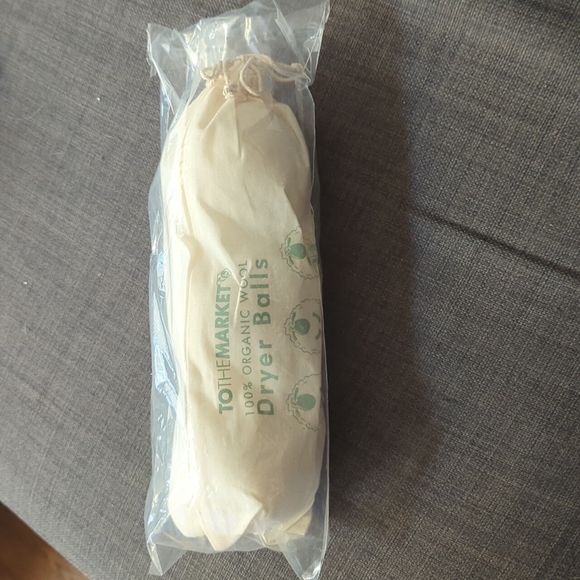 TOTHEMARKET
100% ORGANIC WOOL
Dryer Balls